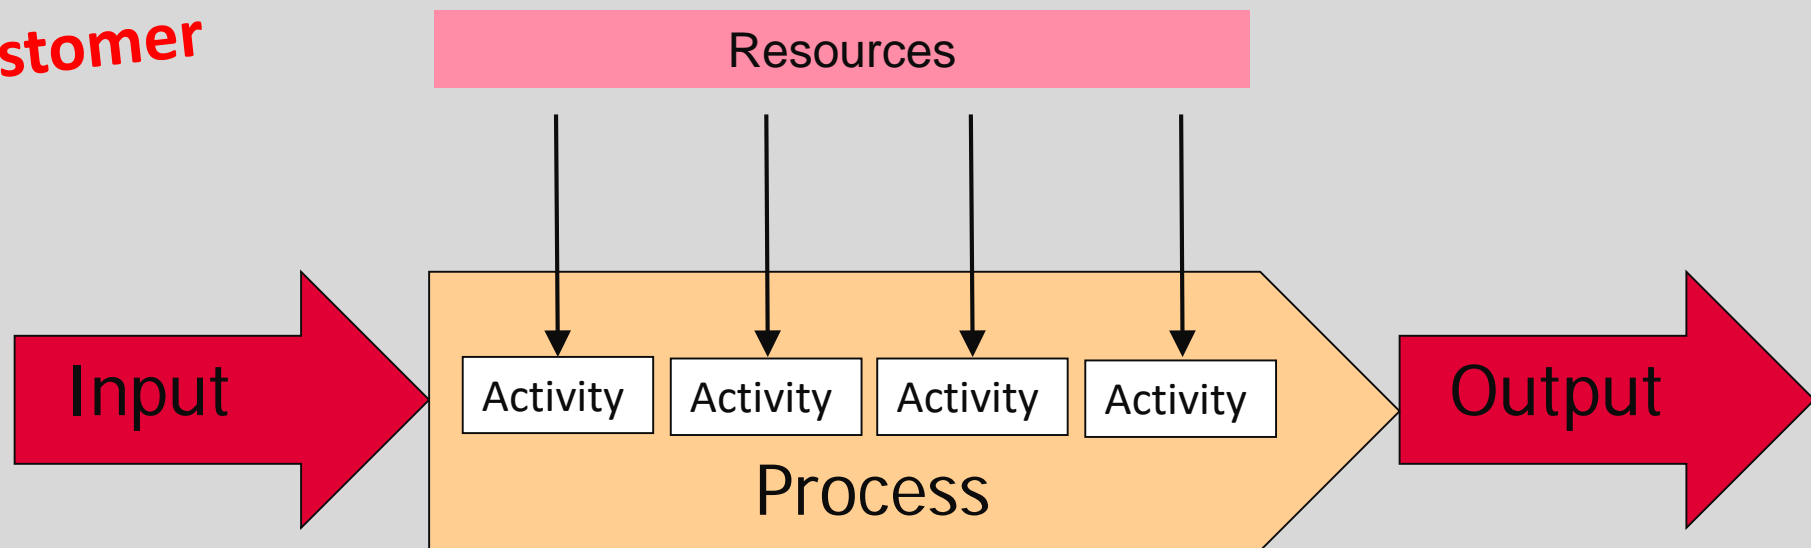 stomer
Resources
Input
Activity
Activity
Activity
Activity
Process
Output